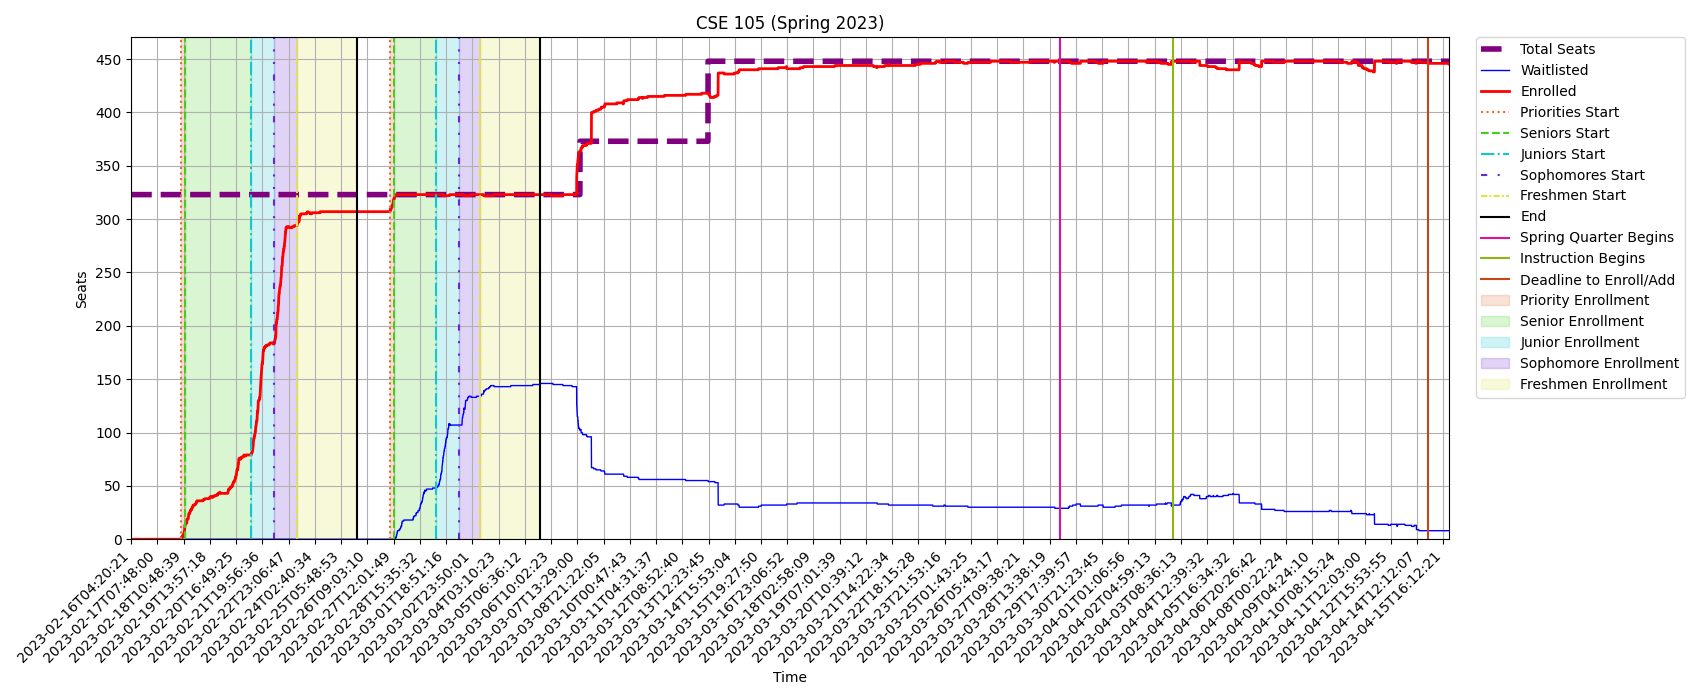 CSE 105 (Spring 2023)
Seats
450
400
350
300
250
200
150
100
50
0
2023-02-16T04:20:21
2023-02-17T07:48:00
2023-02-18T10:48:39
2023-02-19T13:57:18
2023-02-20T16:49:25
2023-02-21T19:56:36
2023-02-22T23:06:47
2023-02-24T02:40:34
2023-02-25T05:48:53
2023-02-26T09:03:10
2023-02-27T12:01:49
2023-02-28T15:35:32
2023-03-01T18:51:16
2023-03-02T23:50:01
2023-03-04T03:10:23
2023-03-05T06:36:12
2023-03-06T10:02:23
2023-03-07T13:29:00
2023-03-08T21:22:05
2023-03-10T00:47:43
2023-03-11T04:31:37
2023-03-12T08:52:40
2023-03-13T12:23:45
2023-03-14T15:53:04
2023-03-15T19:27:50
2023-03-16T23:06:52
2023-03-18T02:58:09
2023-03-19T07:01:39
2023-03-20T10:39:12
2023-03-21T14:22:34
2023-03-22T18:15:28
2023-03-23T21:53:16
2023-03-25T01:43:25
2023-03-26T05:43:17
2023-03-27T09:38:21
2023-03-28T13:38:19
2023-03-29T17:39:57
2023-03-30T21:23:45
2023-04-01T01:06:56
2023-04-02T04:59:13
2023-04-03T08:36:13
2023-04-04T12:39:32
2023-04-05T16:34:32
2023-04-06T20:26:42
2023-04-08T00:22:24
2023-04-09T04:24:10
2023-04-10T08:15:24
2023-04-11T12:03:00
2023-04-12T15:53:55
2023-04-14T12:12:07
2023-04-15T16:12:21
Time
Total Seats
Waitlisted
Enrolled
Priorities Start
Seniors Start
Juniors Start
Sophomores Start
Freshmen Start
End
Spring Quarter Begins
Instruction Begins
Deadline to Enroll/Add
Priority Enrollment
Senior Enrollment
Junior Enrollment
Sophomore Enrollment
Freshmen Enrollment